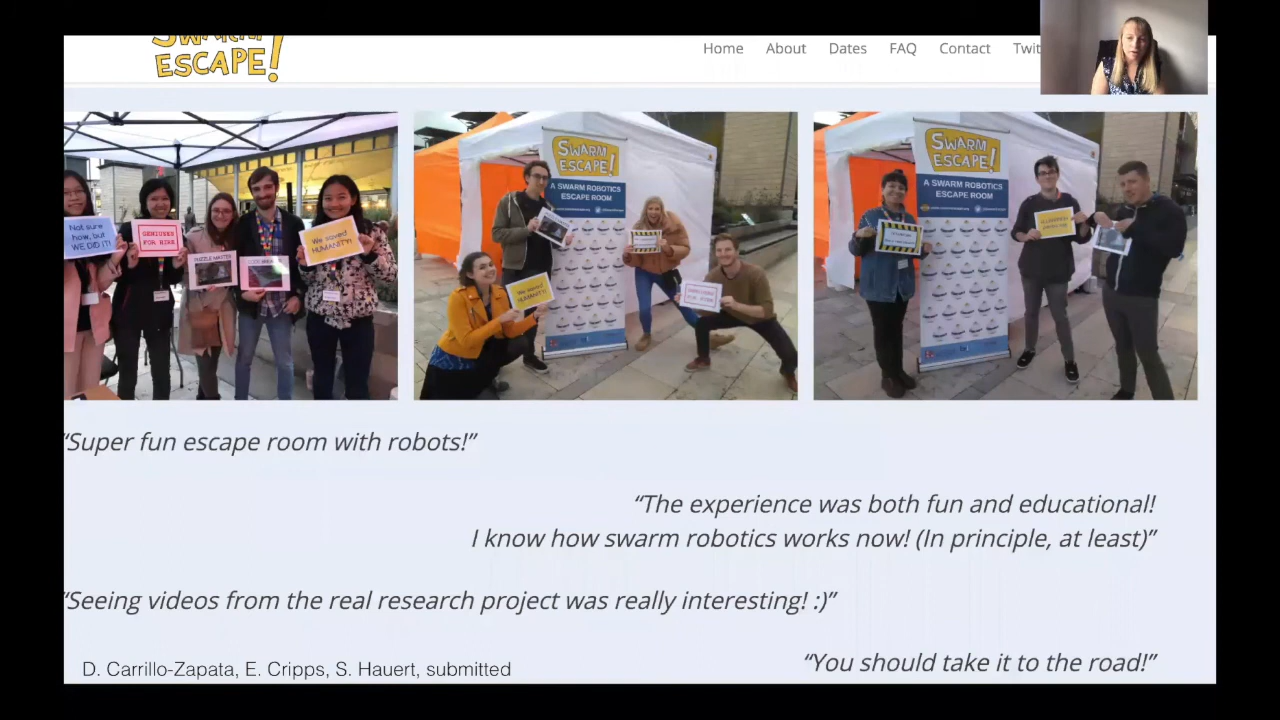 SWARM
ESCAPE!
Home About Dates FAQ Contact Twit
Not sure
how, but
WE DID IT!
GENIUSES
FOR HIRE
PUZZLE MASTER
We saved
HUMANITY!
SWARM
ESCAPE!
A SWARM ROBOTICS
ESCAPE ROOM
We saved
HUMANITY!
SWARM
ESCAPE!
A SWARM ROBOTICS
ESCAPE ROOM
“Super fun escape room with robots!”
“The experience was both fun and educational!
I know how swarm robotics works now! (In principle, at least)”
“Seeing videos from the real research project was really interesting! :)”
D. Carrillo-Zapata, E. Cripps, S. Hauert, submitted
“You should take it to the road!”